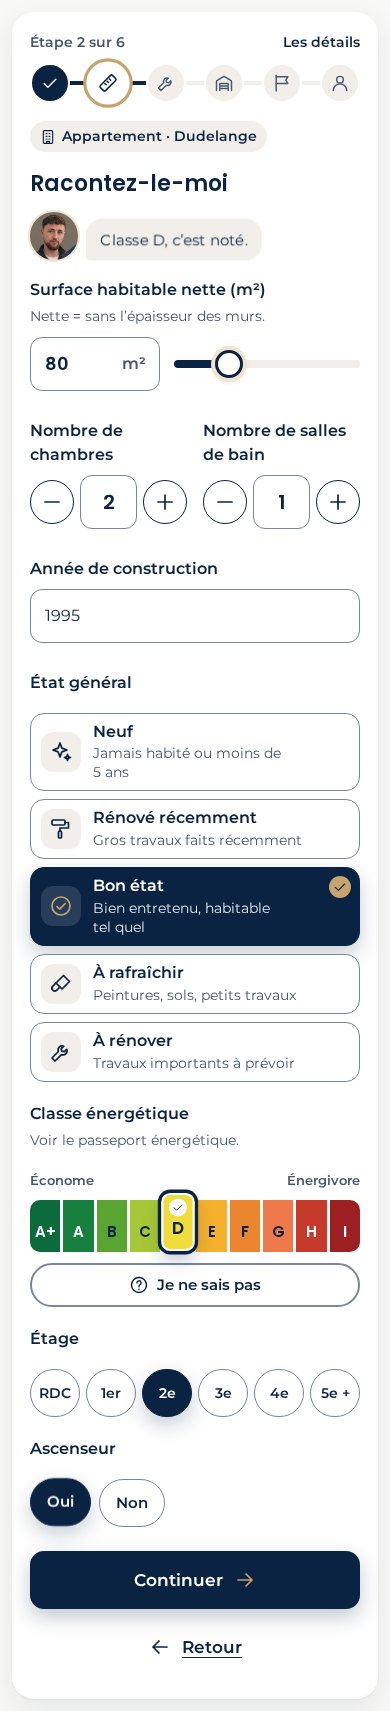 Étape 2 sur 6
Les détails
Appartement · Dudelange
Racontez-le-moi
Classe D, c’est noté.
Surface habitable nette (m²)
Nette = sans l’épaisseur des murs.
80 m²
Nombre de chambres
Nombre de salles de bain
2
1
Année de construction
1995
État général
Neuf
Jamais habité ou moins de
5 ans
Rénové récemment
Gros travaux faits récemment
Bon état
Bien entretenu, habitable
tel quel
À rafraîchir
Peintures, sols, petits travaux
À rénover
Travaux importants à prévoir
Classe énergétique
Voir le passeport énergétique.
Économe
Énergivore
A+ A B C D E F G H I
Je ne sais pas
Étage
RDC 1er 2e 3e 4e 5e +
Ascenseur
Oui Non
Continuer
Retour